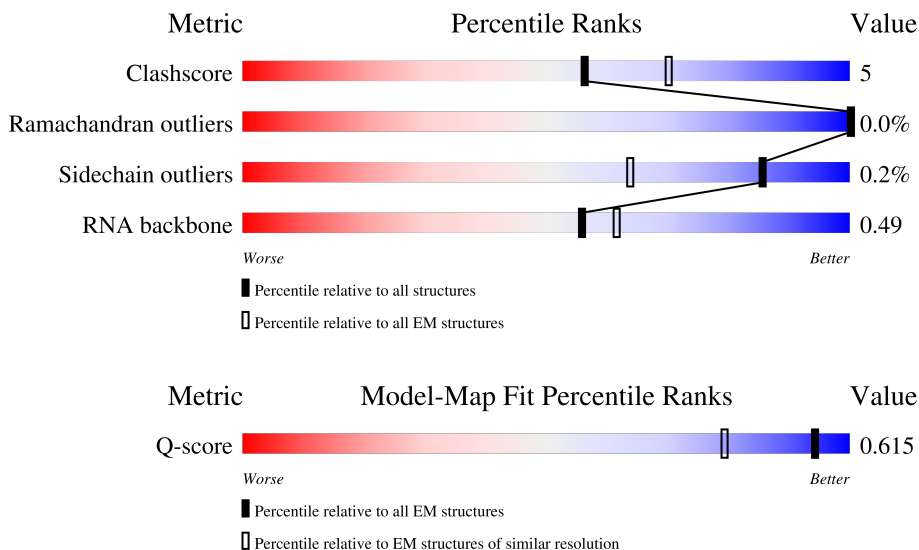 Metric Percentile Ranks Value
Clashscore 5
Ramachandran outliers 0.0%
Sidechain outliers 0.2%
RNA backbone 0.49
Worse Better
Percentile relative to all structures
Percentile relative to all EM structures
Metric Model-Map Fit Percentile Ranks Value
Q-score 0.615
Worse Better
Percentile relative to all EM structures
Percentile relative to EM structures of similar resolution